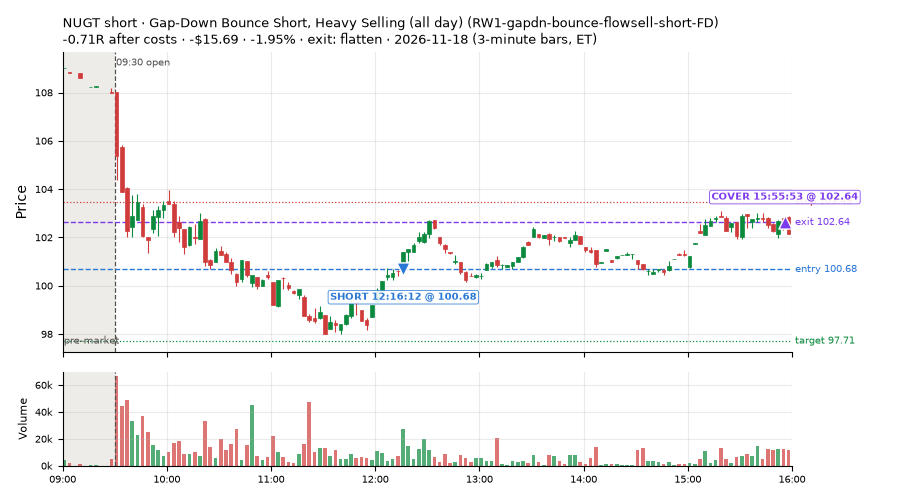 NUGT short · Gap-Down Bounce Short, Heavy Selling (all day) (RW1-gapdn-bounce-flowsell-short-FD)
-0.71R after costs · -$15.69 · -1.95% · exit: flatten · 2026-11-18 (3-minute bars, ET)
09:30 open
108
106
104
102
100
98
Price
COVER 15:55:53 @ 102.64
exit 102.64
entry 100.68
SHORT 12:16:12 @ 100.68
target 97.71
pre-market
60k
40k
20k
0k
Volume
09:00
10:00
11:00
12:00
13:00
14:00
15:00
16:00